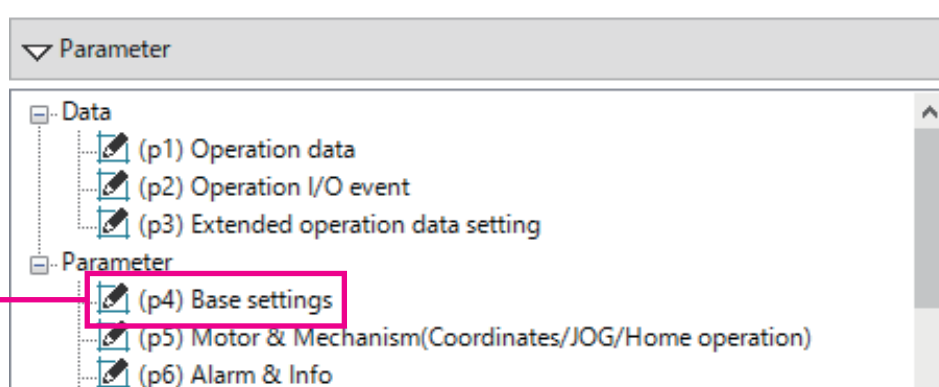 Parameter
Data
(p1) Operation data
(p2) Operation I/O event
(p3) Extended operation data setting
Parameter
(p4) Base settings
(p5) Motor & Mechanism(Coordinates/JOG/Home operation)
(p6) Alarm & Info